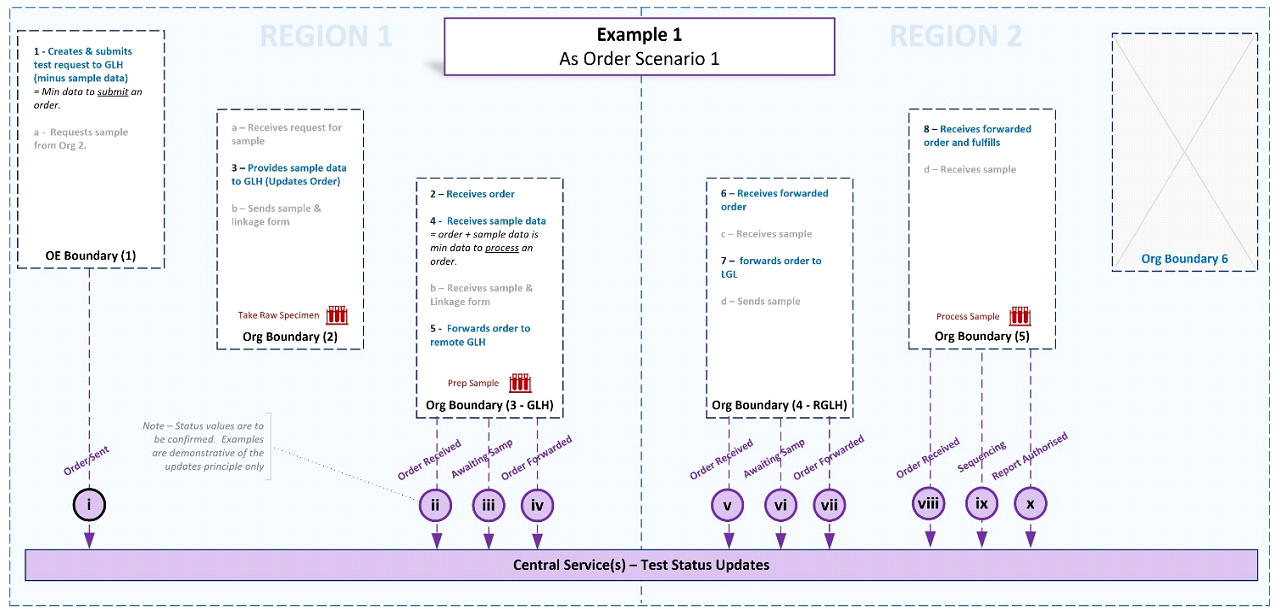 REGION 1
Example 1
As Order Scenario 1
REGION 2
1 - Creates & submits
test request to GLH
(minus sample data)
= Min data to submit an
order.
a - Requests sample
from Org 2.
OE Boundary (1)
a – Receives request for
sample
3 – Provides sample data
to GLH (Updates Order)
b – Sends sample &
linkage form
Take Raw Specimen
Org Boundary (2)
2 – Receives order
4 - Receives sample data
= order + sample data is
min data to process an
order.
b – Receives sample &
Linkage form
5 - Forwards order to
remote GLH
Prep Sample
Org Boundary (3 - GLH)
6 – Receives forwarded
order
c – Receives sample
7 – forwards order to
LGL
d – Sends sample
Org Boundary (4 - RGLH)
8 – Receives forwarded
order and fulfills
d – Receives sample
Process Sample
Org Boundary (5)
Org Boundary 6
Note – Status values are to
be confirmed. Examples
are demonstrative of the
updates principle only
Order Sent
Order Received
Awaiting Samp
Order Forwarded
Order Received
Awaiting Samp
Order Forwarded
Order Received
Sequencing
Report Authorised
i
ii
iii
iv
v
vi
vii
viii
ix
x
Central Service(s) – Test Status Updates